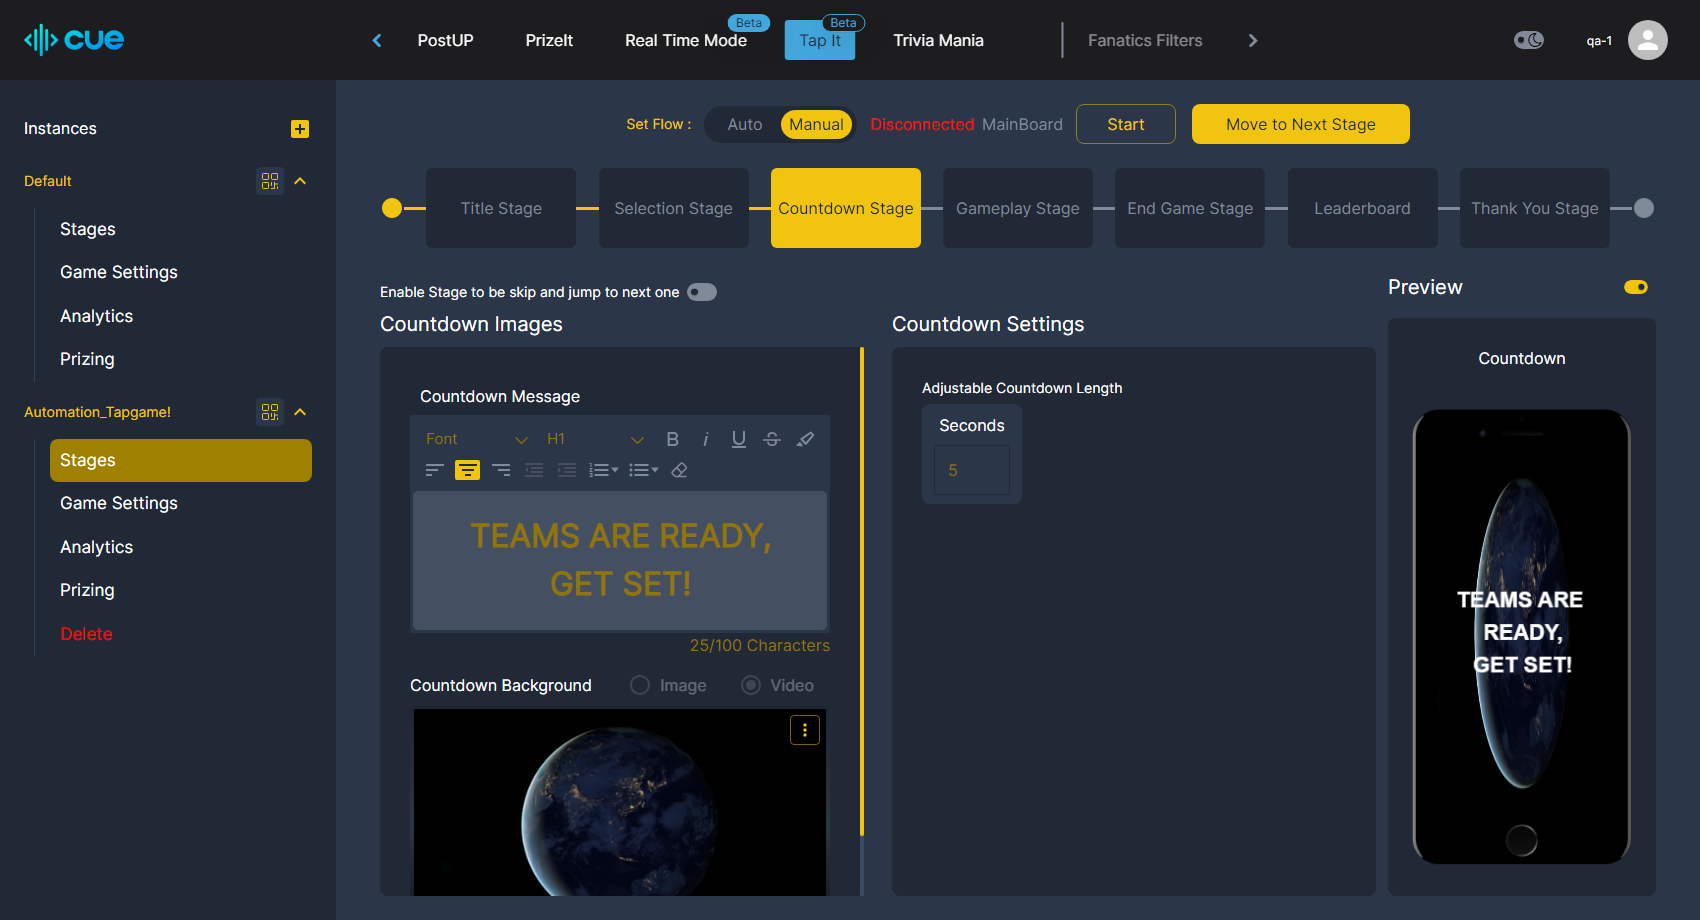 cue
PostUP
PrizeIt
Real Time Mode
Beta
Tap It
Beta
Trivia Mania
Fanatics Filters
qa-1
Instances
Default
Stages
Game Settings
Analytics
Prizing
Automation_Tapgame!
Stages
Game Settings
Analytics
Prizing
Delete
Set Flow :
Auto
Manual
Disconnected MainBoard
Start
Move to Next Stage
Title Stage
Selection Stage
Countdown Stage
Gameplay Stage
End Game Stage
Leaderboard
Thank You Stage
Enable Stage to be skip and jump to next one
Countdown Images
Countdown Message
Font
H1
B
i
U
S
TEAMS ARE READY,
GET SET!
25/100 Characters
Countdown Background
Image
Video
Countdown Settings
Adjustable Countdown Length
Seconds
5
Preview
Countdown
TEAMS ARE
READY,
GET SET!